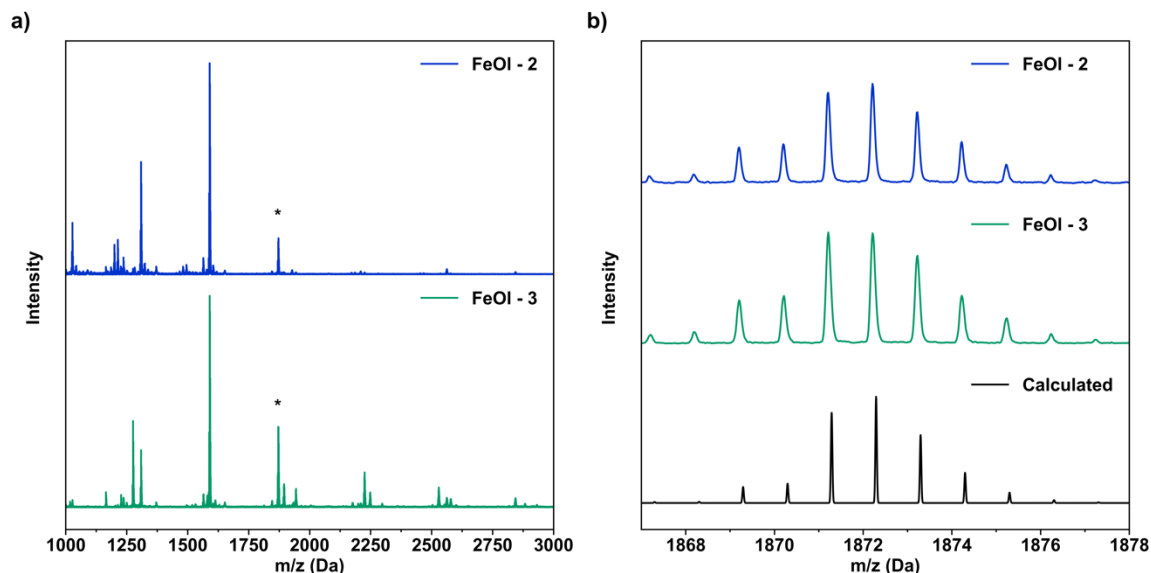 a)
FeOl - 2
*
FeOl - 3
*
Intensity
1000 1250 1500 1750 2000 2250 2500 2750 3000
m/z (Da)
b)
FeOl - 2
FeOl - 3
Calculated
Intensity
1868 1870 1872 1874 1876 1878
m/z (Da)